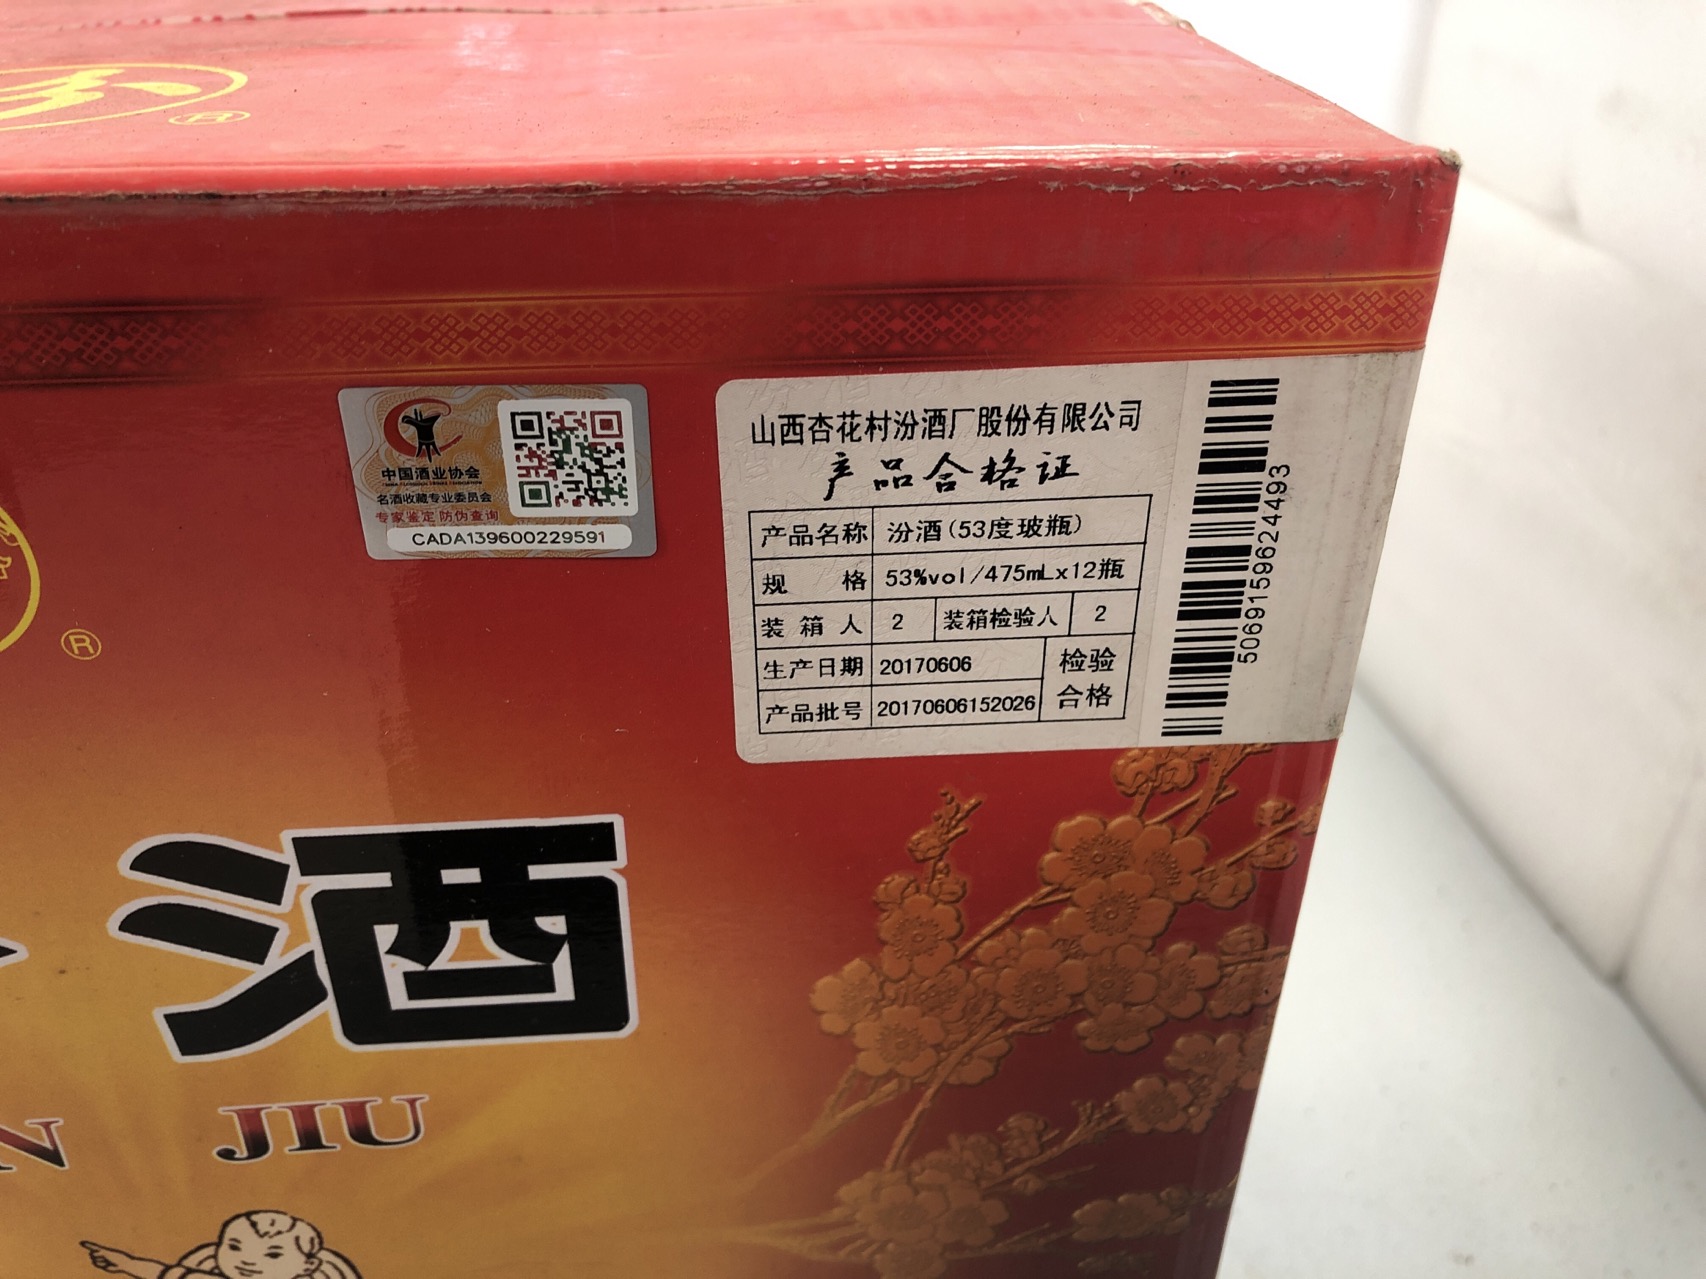 ®
®
中国酒业协会
名酒收藏专业委员会
专家鉴定 防伪查询
CADA139600229591
山西杏花村汾酒厂股份有限公司
产品合格证
产品名称 汾酒(53度玻瓶)
规 格 53%vol/475mLx12瓶
装 箱 人 2 装箱检验人 2
生产日期 20170606 检验
产品批号 20170606152026 合格
5069159624493
酒
N JIU